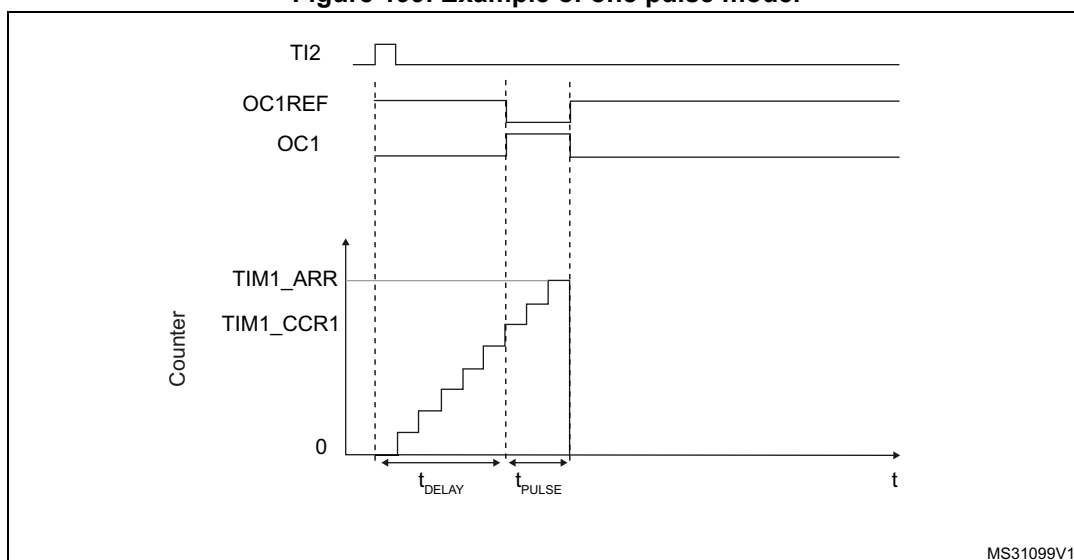 TI2
OC1REF
OC1
TIM1_ARR
TIM1_CCR1
Counter
0
tDELAY
tPULSE
t
MS31099V1